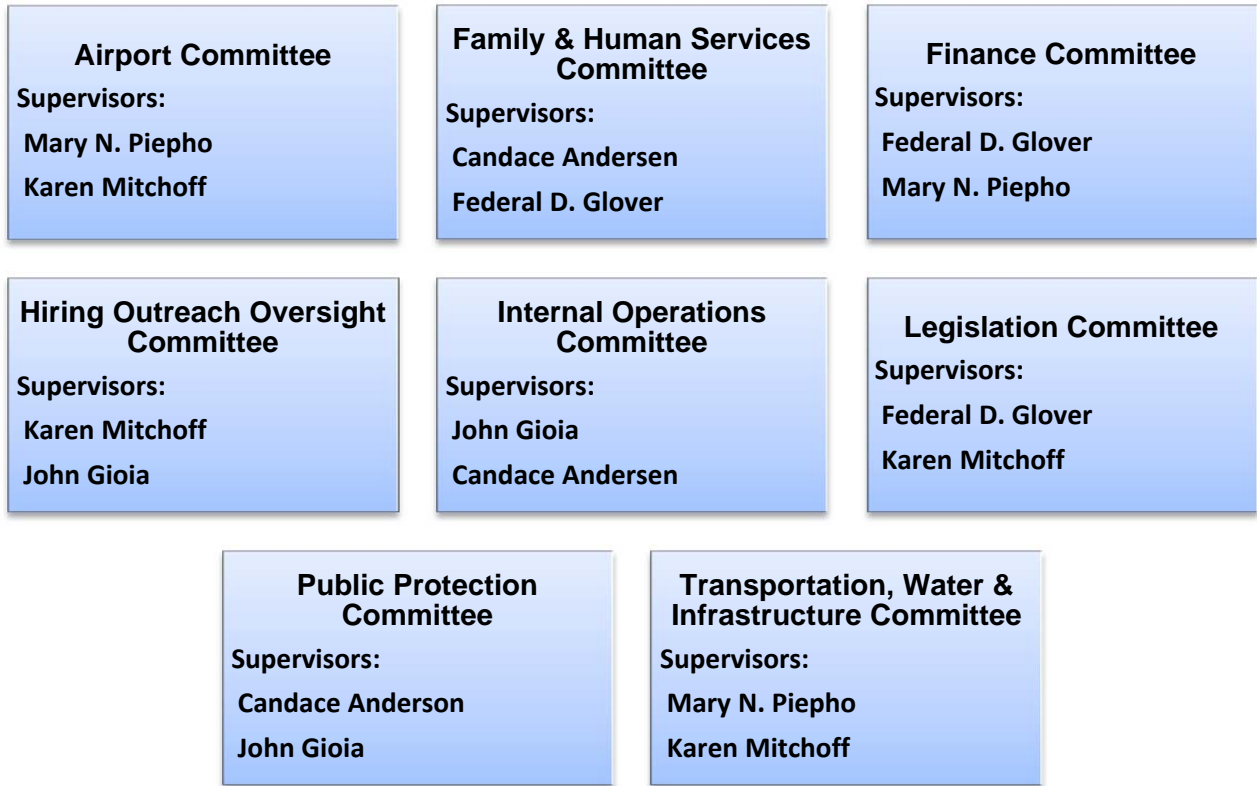 Airport Committee
Supervisors:
Mary N. Piepho
Karen Mitchoff
Family & Human Services
Committee
Supervisors:
Candace Andersen
Federal D. Glover
Finance Committee
Supervisors:
Federal D. Glover
Mary N. Piepho
Hiring Outreach Oversight
Committee
Supervisors:
Karen Mitchoff
John Gioia
Internal Operations
Committee
Supervisors:
John Gioia
Candace Andersen
Legislation Committee
Supervisors:
Federal D. Glover
Karen Mitchoff
Public Protection
Committee
Supervisors:
Candace Anderson
John Gioia
Transportation, Water &
Infrastructure Committee
Supervisors:
Mary N. Piepho
Karen Mitchoff